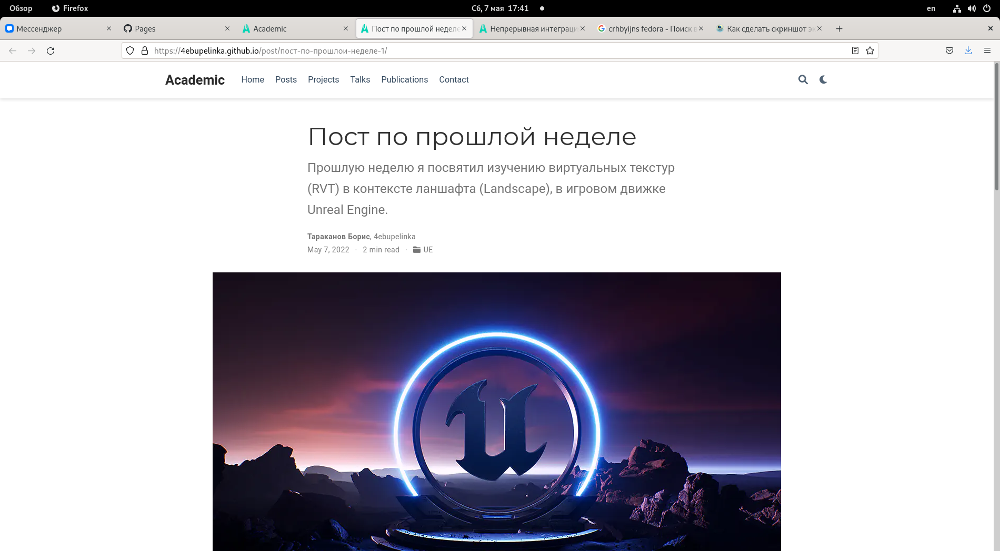 Обзор Firefox Сб, 7 мая 17:41 en
Мессенджер Pages Academic Пост по прошлой неделе Непрерывная интеграци crhbyijns fedora - Поиск в Как сделать скриншот эк
https://4ebupelinka.github.io/post/пост-по-прошлои-неделе-1/
Academic Home Posts Projects Talks Publications Contact
Пост по прошлой неделе
Прошлую неделю я посвятил изучению виртуальных текстур
(RVT) в контексте ланшафта (Landscape), в игровом движке
Unreal Engine.
Тараканов Борис, 4ebupelinka
May 7, 2022 · 2 min read · UE